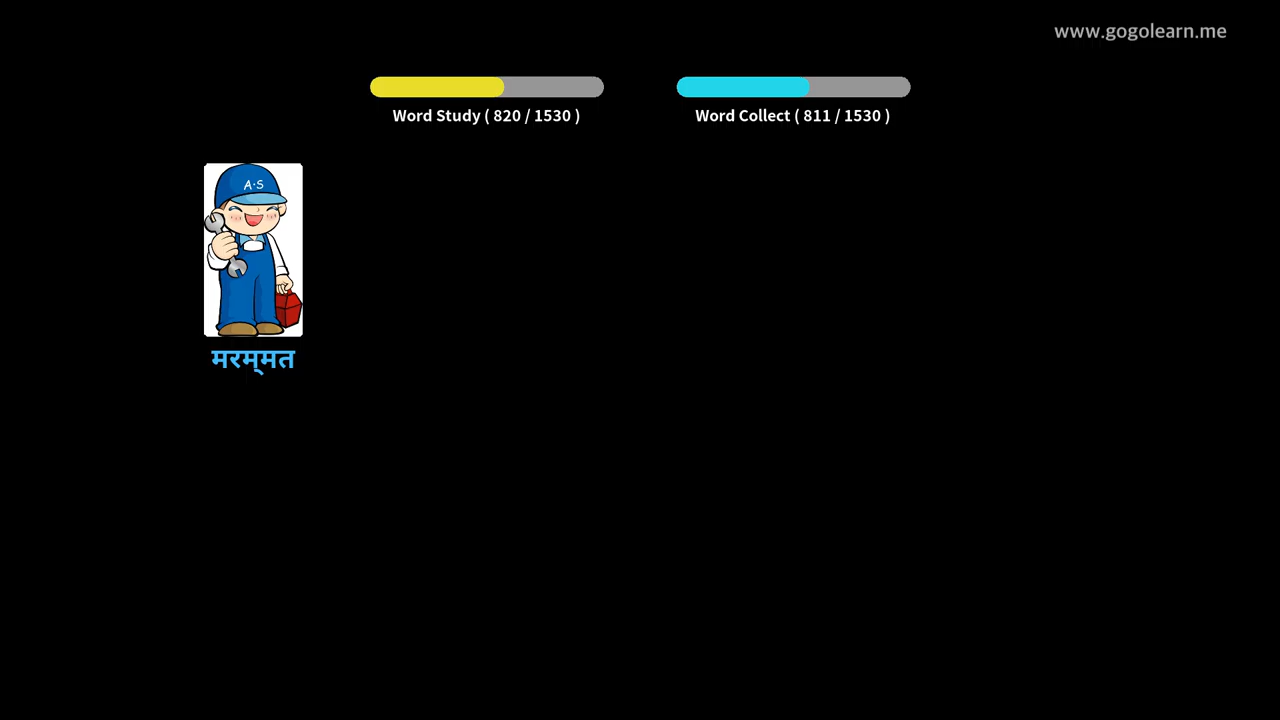 www.gogolearn.me
Word Study ( 820 / 1530 )
Word Collect ( 811 / 1530 )
A·S
मरम्मत